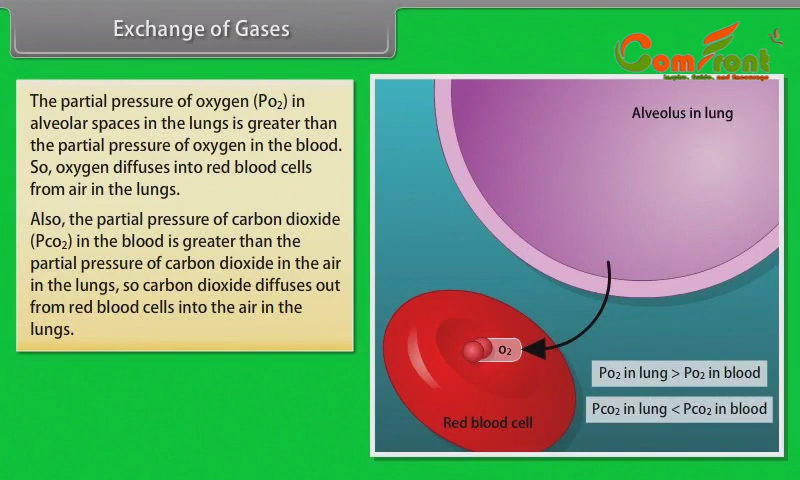 Exchange of Gases
ComFront
Inspire, Guide, and Encourage
The partial pressure of oxygen (Po₂) in
alveolar spaces in the lungs is greater than
the partial pressure of oxygen in the blood.
So, oxygen diffuses into red blood cells
from air in the lungs.
Also, the partial pressure of carbon dioxide
(Pco₂) in the blood is greater than the
partial pressure of carbon dioxide in the air
in the lungs, so carbon dioxide diffuses out
from red blood cells into the air in the
lungs.
Alveolus in lung
O₂
Po₂ in lung > Po₂ in blood
Pco₂ in lung < Pco₂ in blood
Red blood cell